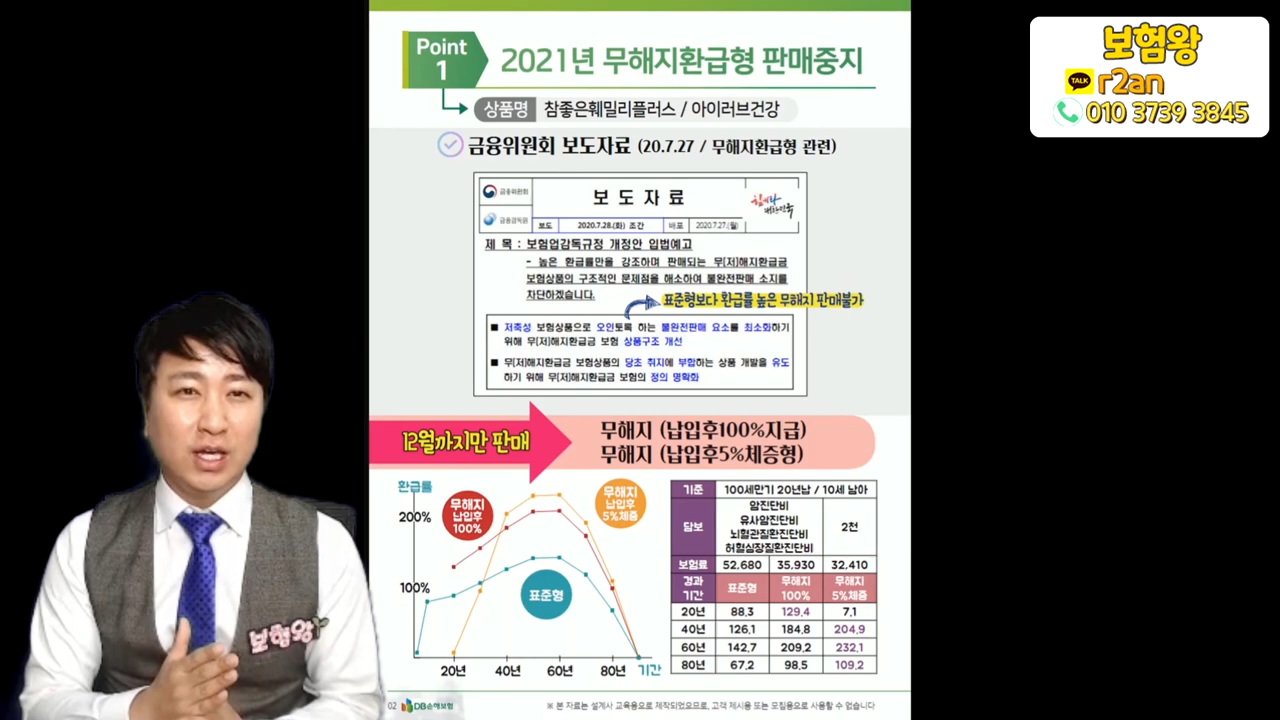 Point
1
2021년 무해지환급형 판매중지
상품명 참좋은훼밀리플러스 / 아이러브건강
금융위원회 보도자료 (20.7.27 / 무해지환급형 관련)
금융위원회
금융감독원
보 도 자 료
힘내라 대한민국
보도 2020.7.28.(화) 조간 배포 2020.7.27.(월)
제 목 : 보험업감독규정 개정안 입법예고
- 높은 환급률만을 강조하며 판매되는 무[저]해지환급금
보험상품의 구조적인 문제점을 해소하여 불완전판매 소지를
차단하겠습니다.
표준형보다 환급률 높은 무해지 판매불가
■ 저축성 보험상품으로 오인토록 하는 불완전판매 요소를 최소화하기
위해 무[저]해지환급금 보험 상품구조 개선
■ 무[저]해지환급금 보험상품의 당초 취지에 부합하는 상품 개발을 유도
하기 위해 무[저]해지환급금 보험의 정의 명확화
12월까지만 판매
무해지 (납입후100%지급)
무해지 (납입후5%체증형)
환급률
200%
100%
무해지
납입후
100%
무해지
납입후
5%체증
표준형
20년 40년 60년 80년 기간
기준 100세만기 20년납 / 10세 남아
담보 암진단비 2천
유사암진단비
뇌혈관질환진단비
허혈심장질환진단비
보험료 52,680 35,930 32,410
경과 기간 표준형 무해지 100% 무해지 5%체증
20년 88.3 129.4 7.1
40년 126.1 184.8 204.9
60년 142.7 209.2 232.1
80년 67.2 98.5 109.2
02 DB손해보험
※ 본 자료는 설계사 교육용으로 제작되었으므로, 고객 제시용 또는 모집용으로 사용할 수 없습니다
보험왕
TALK r2an
010 3739 3845
보험왕